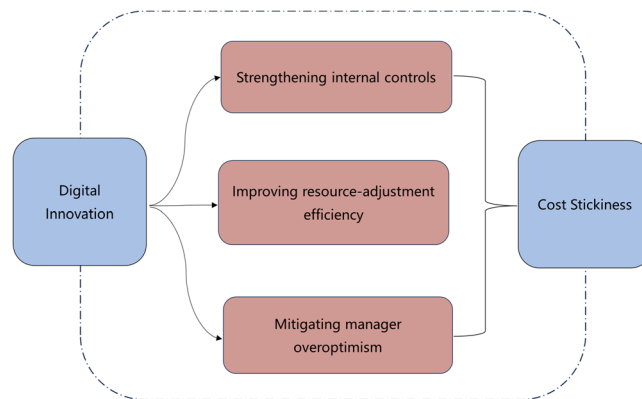 Strengthening internal controls
Digital
Innovation
Improving resource-adjustment
efficiency
Cost Stickiness
Mitigating manager
overoptimism